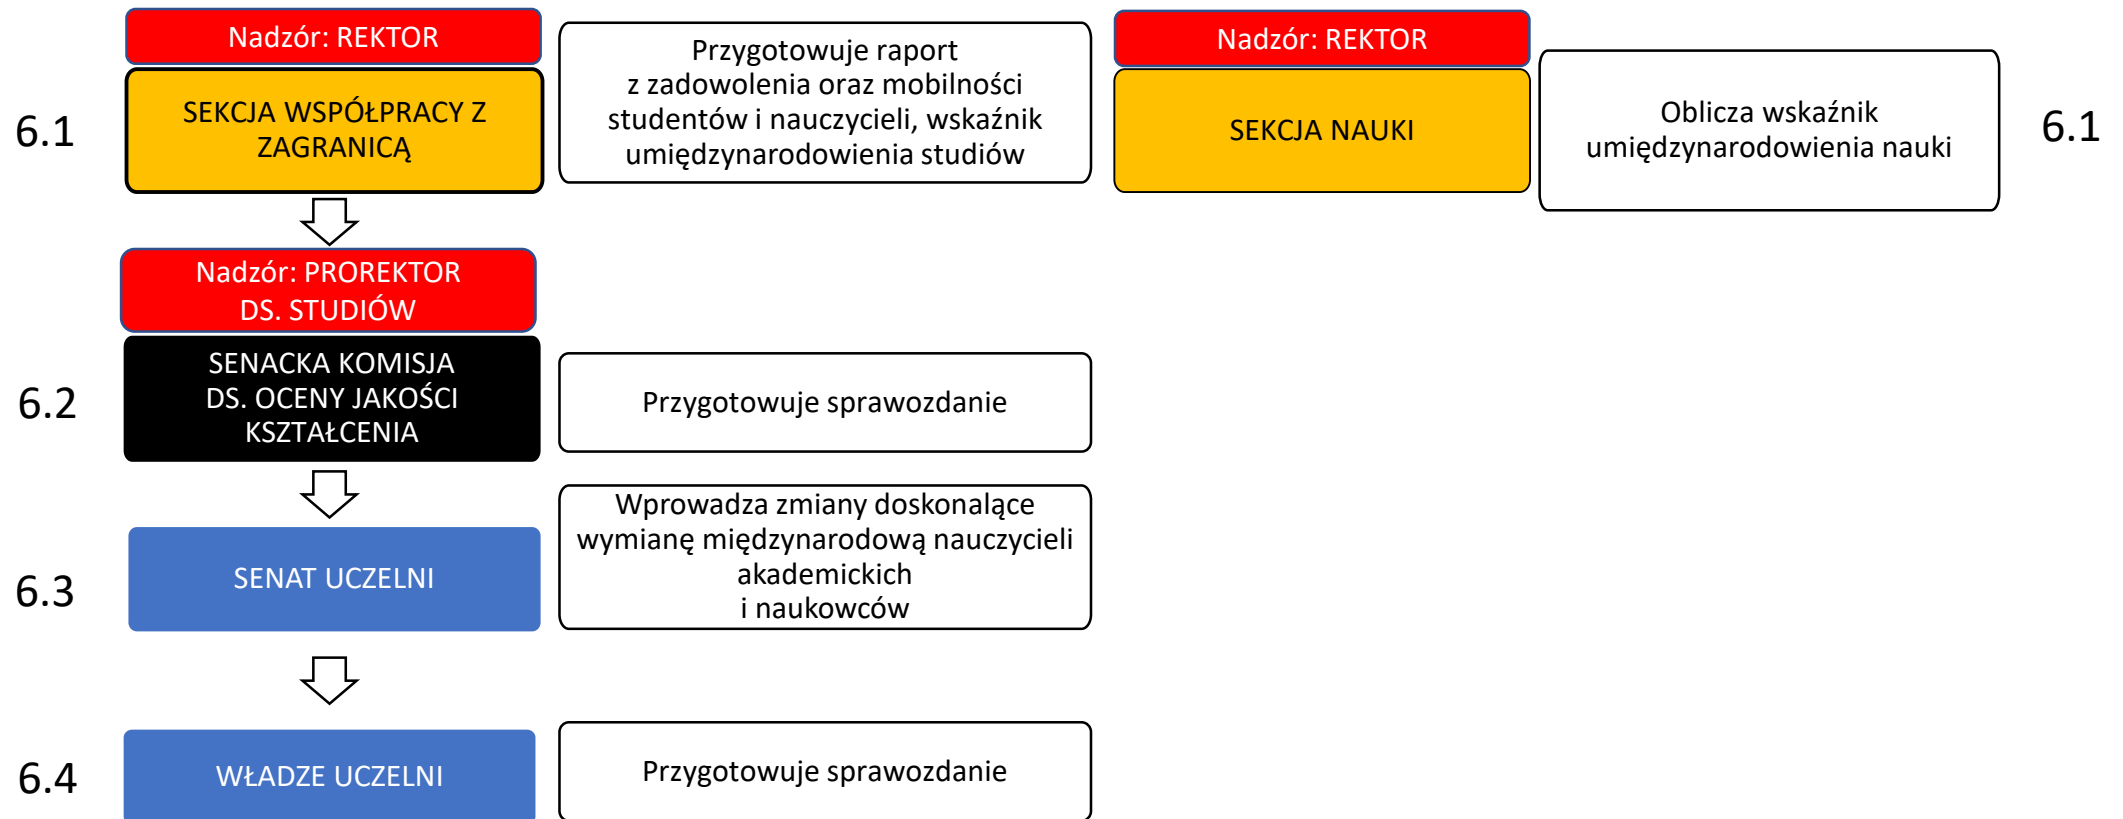 6.1
Nadzór: REKTOR
SEKCJA WSPÓŁPRACY Z
ZAGRANICĄ
Przygotowuje raport
z zadowolenia oraz mobilności
studentów i nauczycieli, wskaźnik
umiędzynarodowienia studiów
Nadzór: REKTOR
SEKCJA NAUKI
Oblicza wskaźnik
umiędzynarodowienia nauki
6.1
Nadzór: PROREKTOR
DS. STUDIÓW
6.2
SENACKA KOMISJA
DS. OCENY JAKOŚCI
KSZTAŁCENIA
Przygotowuje sprawozdanie
6.3
SENAT UCZELNI
Wprowadza zmiany doskonalące
wymianę międzynarodową nauczycieli
akademickich
i naukowców
6.4
WŁADZE UCZELNI
Przygotowuje sprawozdanie